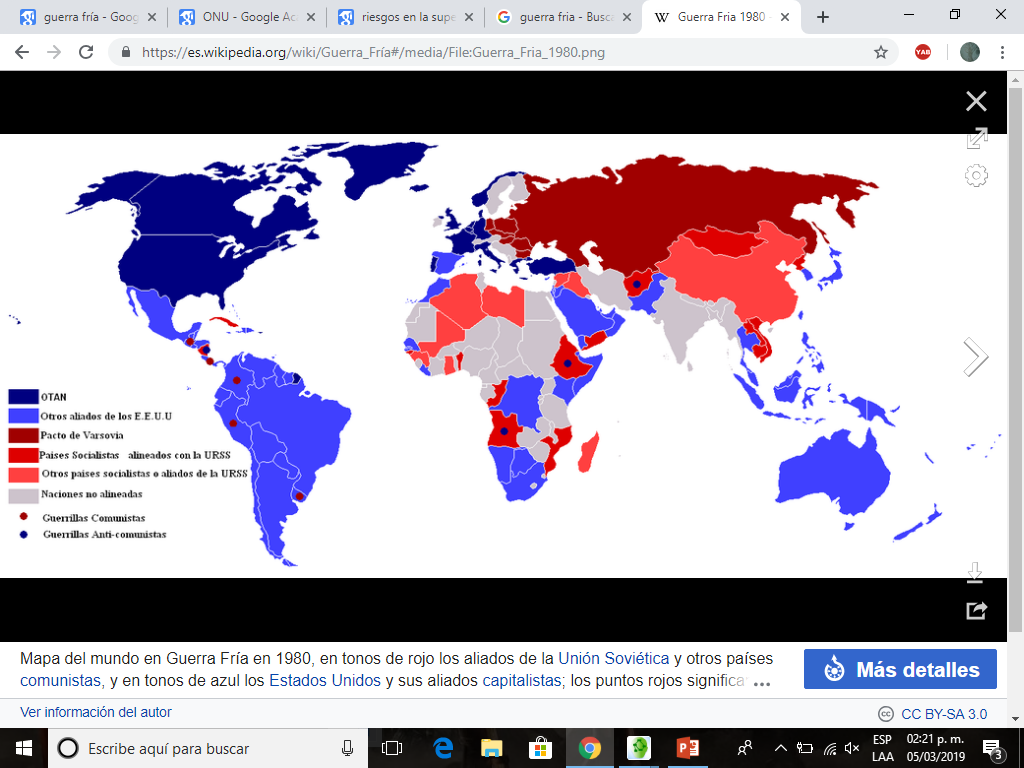 guerra fría - Goog
ONU - Google Aca
riesgos en la supe
guerra fria - Busca
Guerra Fria 1980
https://es.wikipedia.org/wiki/Guerra_Fría#/media/File:Guerra_Fria_1980.png
YAB
OTAN
Otros aliados de los E.E.U.U
Pacto de Varsovia
Paises Socialistas alineados con la URSS
Otros paises socialistas o aliados de la URSS
Naciones no alineadas
Guerrillas Comunistas
Guerrillas Anti-comunistas
Mapa del mundo en Guerra Fría en 1980, en tonos de rojo los aliados de la Unión Soviética y otros países
comunistas, y en tonos de azul los Estados Unidos y sus aliados capitalistas; los puntos rojos significa ...
Más detalles
Ver información del autor
CC BY-SA 3.0
Escribe aquí para buscar
ESP
LAA
02:21 p. m.
05/03/2019
3